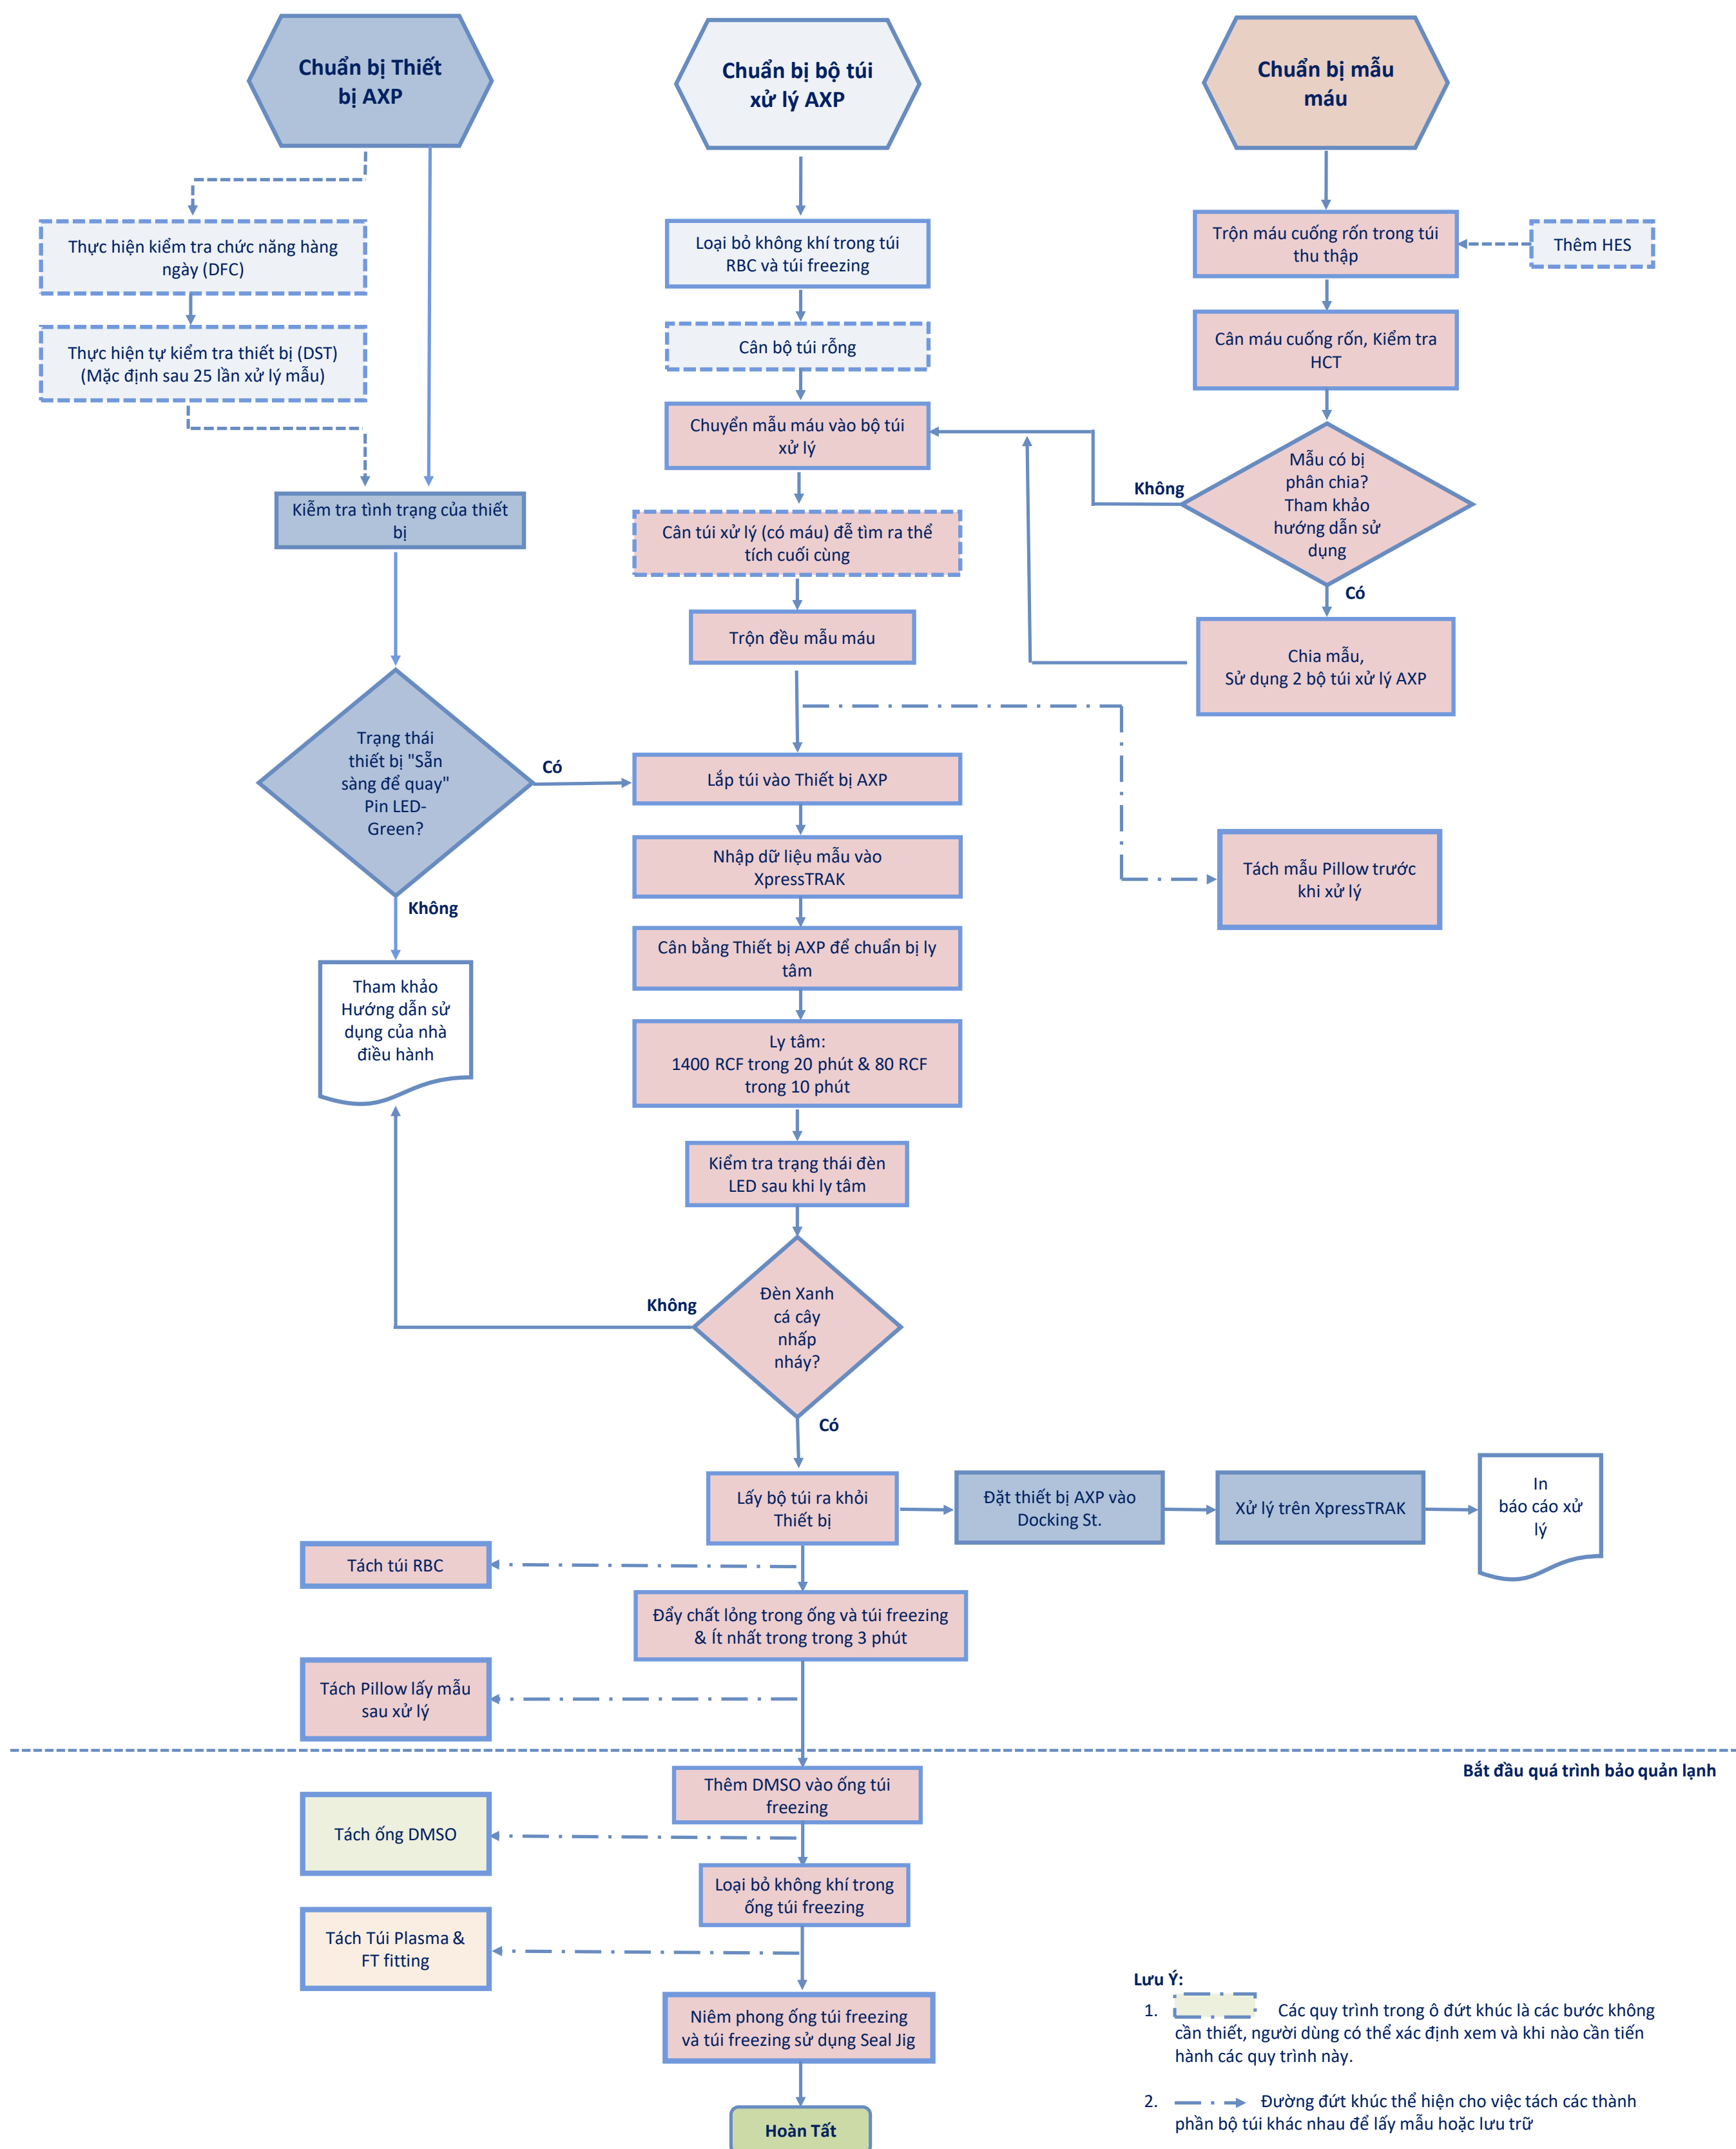 Chuẩn bị Thiết
bị AXP
Chuẩn bị bộ túi
xử lý AXP
Chuẩn bị mẫu
máu
Thực hiện kiểm tra chức năng hàng
ngày (DFC)
Loại bỏ không khí trong túi
RBC và túi freezing
Trộn máu cuống rốn trong túi
thu thập
Thêm HES
Thực hiện tự kiểm tra thiết bị (DST)
(Mặc định sau 25 lần xử lý mẫu)
Cân bộ túi rỗng
Cân máu cuống rốn, Kiểm tra
HCT
Chuyển mẫu máu vào bộ túi
xử lý
Mẫu có bị
phân chia?
Tham khảo
hướng dẫn sử
dụng
Không
Có
Kiễm tra tình trạng của thiết
bị
Cân túi xử lý (có máu) đễ tìm ra thể
tích cuối cùng
Trộn đều mẫu máu
Chia mẫu,
Sử dụng 2 bộ túi xử lý AXP
Trạng thái
thiết bị "Sẵn
sàng để quay"
Pin LED-
Green?
Có
Không
Lắp túi vào Thiết bị AXP
Nhập dữ liệu mẫu vào
XpressTRAK
Tách mẫu Pillow trước
khi xử lý
Cân bằng Thiết bị AXP để chuẩn bị ly
tâm
Tham khảo
Hướng dẫn sử
dụng của nhà
điều hành
Ly tâm:
1400 RCF trong 20 phút & 80 RCF
trong 10 phút
Kiểm tra trạng thái đèn
LED sau khi ly tâm
Đèn Xanh
cá cây
nhấp
nháy?
Không
Có
Lấy bộ túi ra khỏi
Thiết bị
Đặt thiết bị AXP vào
Docking St.
Xử lý trên XpressTRAK
In
báo cáo xử
lý
Tách túi RBC
Đẩy chất lỏng trong ống và túi freezing
& Ít nhất trong trong 3 phút
Tách Pillow lấy mẫu
sau xử lý
Bắt đầu quá trình bảo quản lạnh
Thêm DMSO vào ống túi
freezing
Tách ống DMSO
Loại bỏ không khí trong
ống túi freezing
Tách Túi Plasma &
FT fitting
Niêm phong ống túi freezing
và túi freezing sử dụng Seal Jig
Hoàn Tất
Lưu Ý:
1. Các quy trình trong ô đứt khúc là các bước không
cần thiết, người dùng có thể xác định xem và khi nào cần tiến
hành các quy trình này.
2. Đường đứt khúc thể hiện cho việc tách các thành
phần bộ túi khác nhau để lấy mẫu hoặc lưu trữ